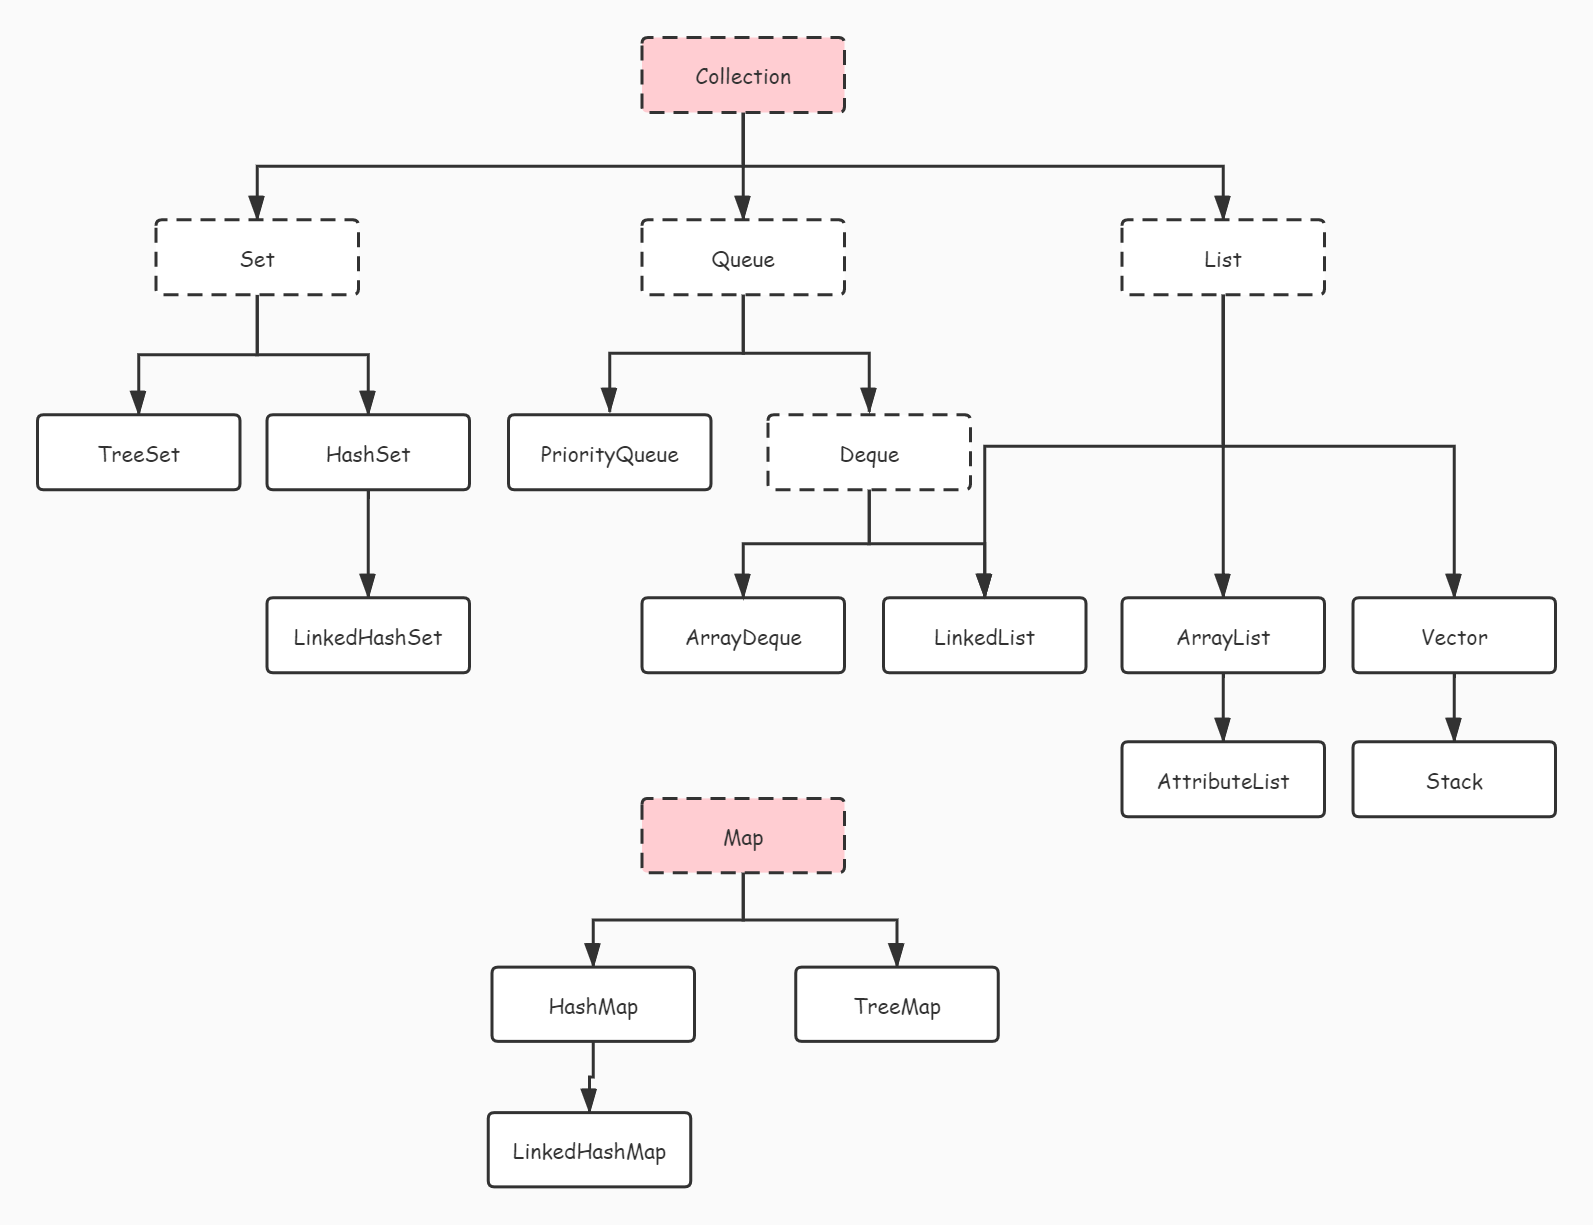 Collection
Set
Queue
List
TreeSet
HashSet
PriorityQueue
Deque
LinkedHashSet
ArrayDeque
LinkedList
ArrayList
Vector
AttributeList
Stack
Map
HashMap
TreeMap
LinkedHashMap